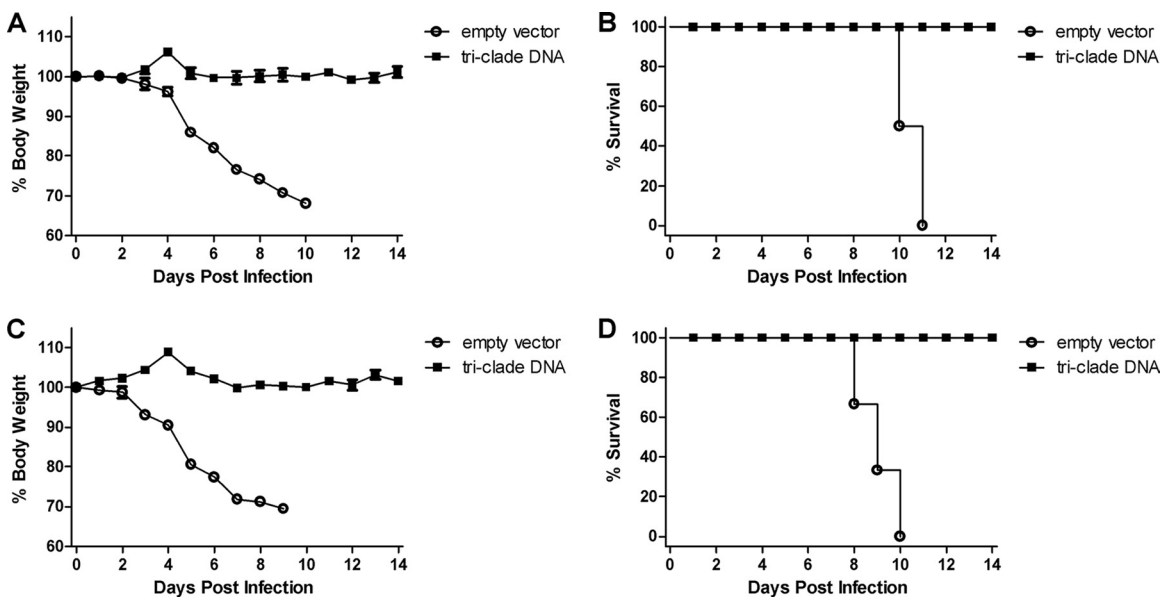 A
% Body Weight
110
100
90
80
70
60
0 2 4 6 8 10 12 14
Days Post Infection
empty vector
tri-clade DNA
B
% Survival
100
80
60
40
20
0
0 2 4 6 8 10 12 14
Days Post Infection
empty vector
tri-clade DNA
C
% Body Weight
110
100
90
80
70
60
0 2 4 6 8 10 12 14
Days Post Infection
empty vector
tri-clade DNA
D
% Survival
100
80
60
40
20
0
0 2 4 6 8 10 12 14
Days Post Infection
empty vector
tri-clade DNA